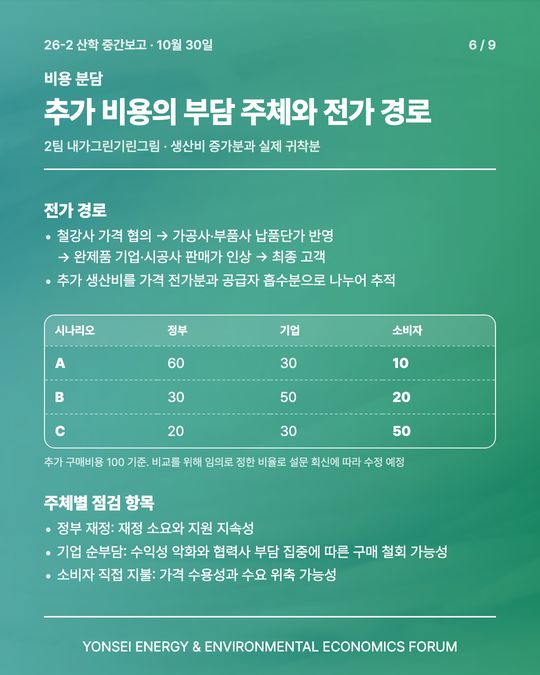 26-2 산학 중간보고 · 10월 30일
6 / 9
비용 분담
추가 비용의 부담 주체와 전가 경로
2팀 내가그린기린그림 · 생산비 증가분과 실제 귀착분
전가 경로
• 철강사 가격 협의 → 가공사·부품사 납품단가 반영
→ 완제품 기업·시공사 판매가 인상 → 최종 고객
• 추가 생산비를 가격 전가분과 공급자 흡수분으로 나누어 추적
시나리오 정부 기업 소비자
A 60 30 10
B 30 50 20
C 20 30 50
추가 구매비용 100 기준. 비교를 위해 임의로 정한 비율로 설문 회신에 따라 수정 예정
주체별 점검 항목
• 정부 재정: 재정 소요와 지원 지속성
• 기업 순부담: 수익성 악화와 협력사 부담 집중에 따른 구매 철회 가능성
• 소비자 직접 지불: 가격 수용성과 수요 위축 가능성
YONSEI ENERGY & ENVIRONMENTAL ECONOMICS FORUM